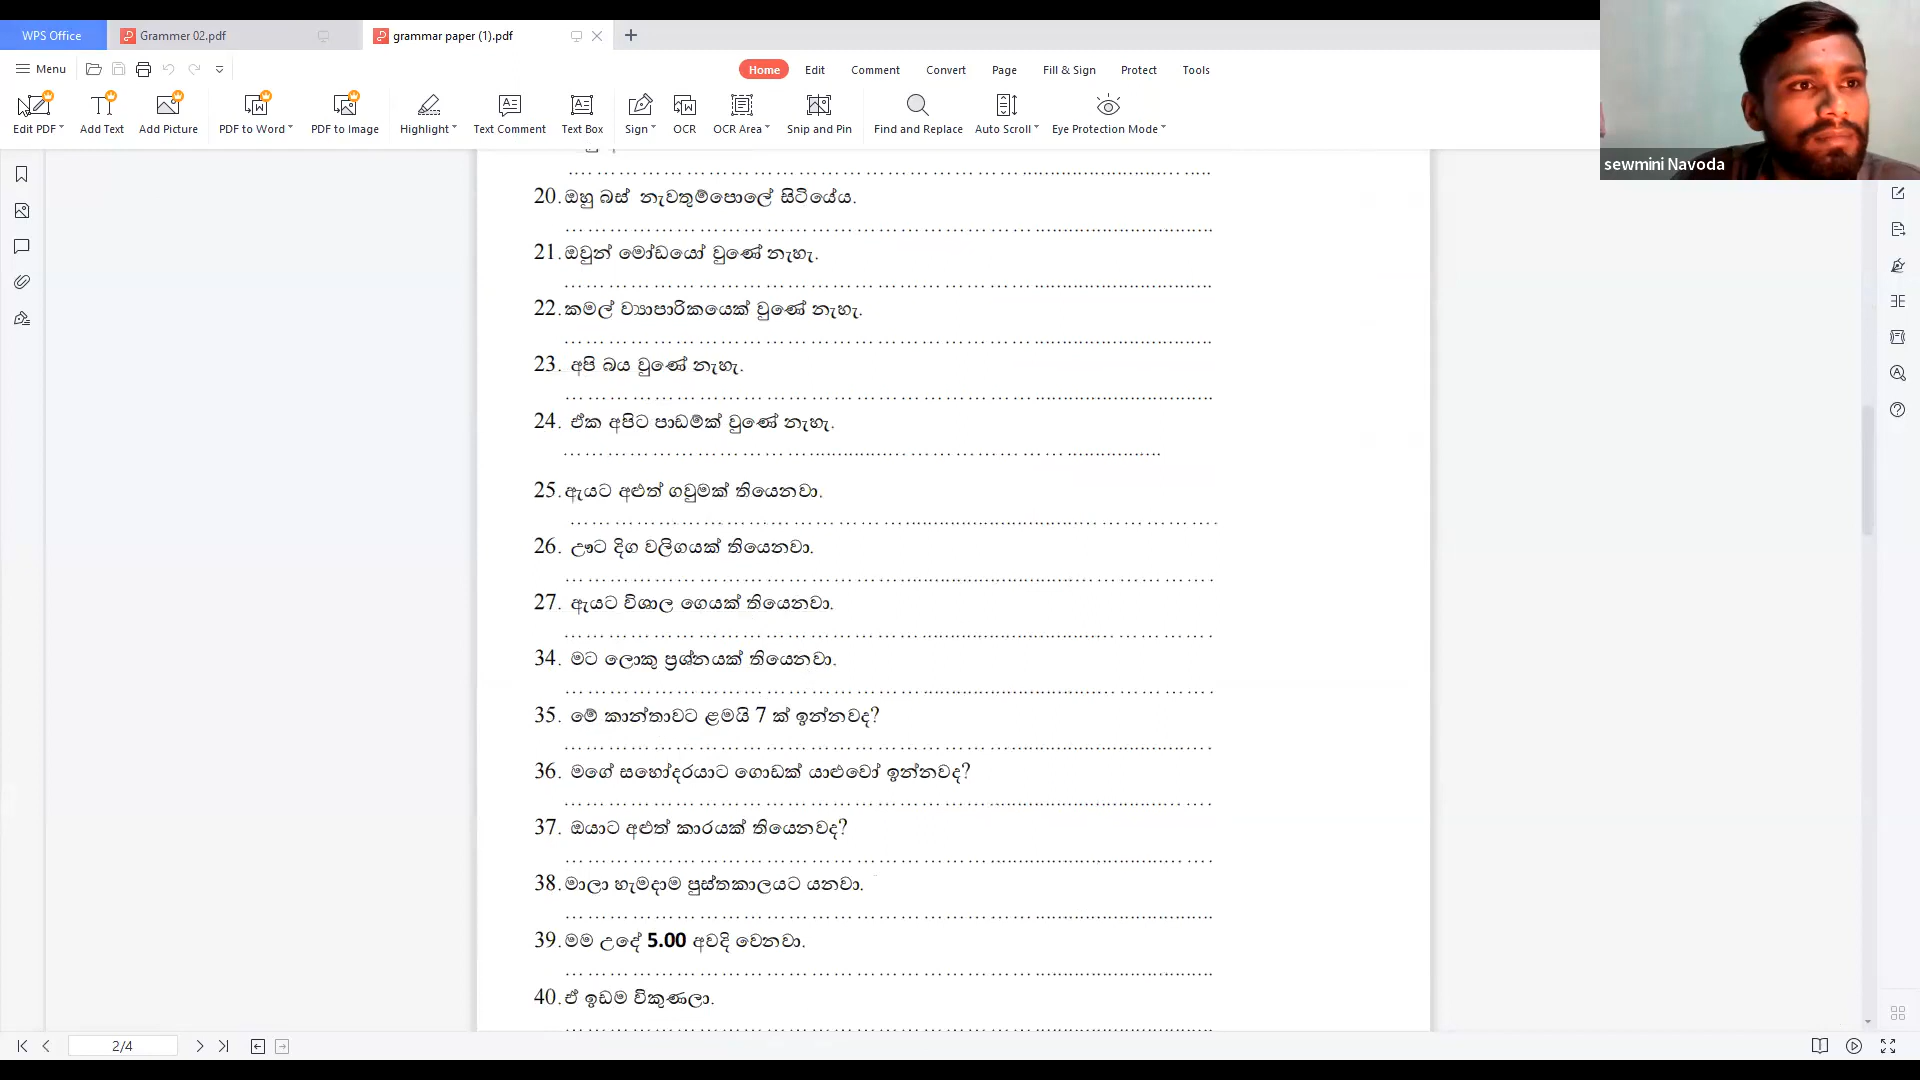 WPS Office
Grammer 02.pdf
grammar paper (1).pdf
Menu
Home Edit Comment Convert Page Fill & Sign Protect Tools
Edit PDF Add Text Add Picture PDF to Word PDF to Image Highlight Text Comment Text Box Sign OCR OCR Area Snip and Pin Find and Replace Auto Scroll Eye Protection Mode
sewmini Navoda
20. ඔහු බස් නැවතුම්පොලේ සිටියේය.
21. ඔවුන් මෝඩයෝ වුණේ නැහැ.
22. කමල් ව්‍යාපාරිකයෙක් වුණේ නැහැ.
23. අපි බය වුණේ නැහැ.
24. ඒක අපිට පාඩම්ක් වුණේ නැහැ.
25. ඇයට අළුත් ගවුමක් තියෙනවා.
26. ඌට දිග වලිගයක් තියෙනවා.
27. ඇයට විශාල ගෙයක් තියෙනවා.
34. මට ලොකු ප්‍රශ්නයක් තියෙනවා.
35. මේ කාන්තාවට ළමයි 7 ක් ඉන්නවද?
36. මගේ සහෝදරයාට ගොඩක් යාළුවෝ ඉන්නවද?
37. ඔයාට අළුත් කාරයක් තියෙනවද?
38. මාලා හැමදාම පුස්තකාලයට යනවා.
39. මම උදේ 5.00 අවදි වෙනවා.
40. ඒ ඉඩම විකුණලා.
2/4